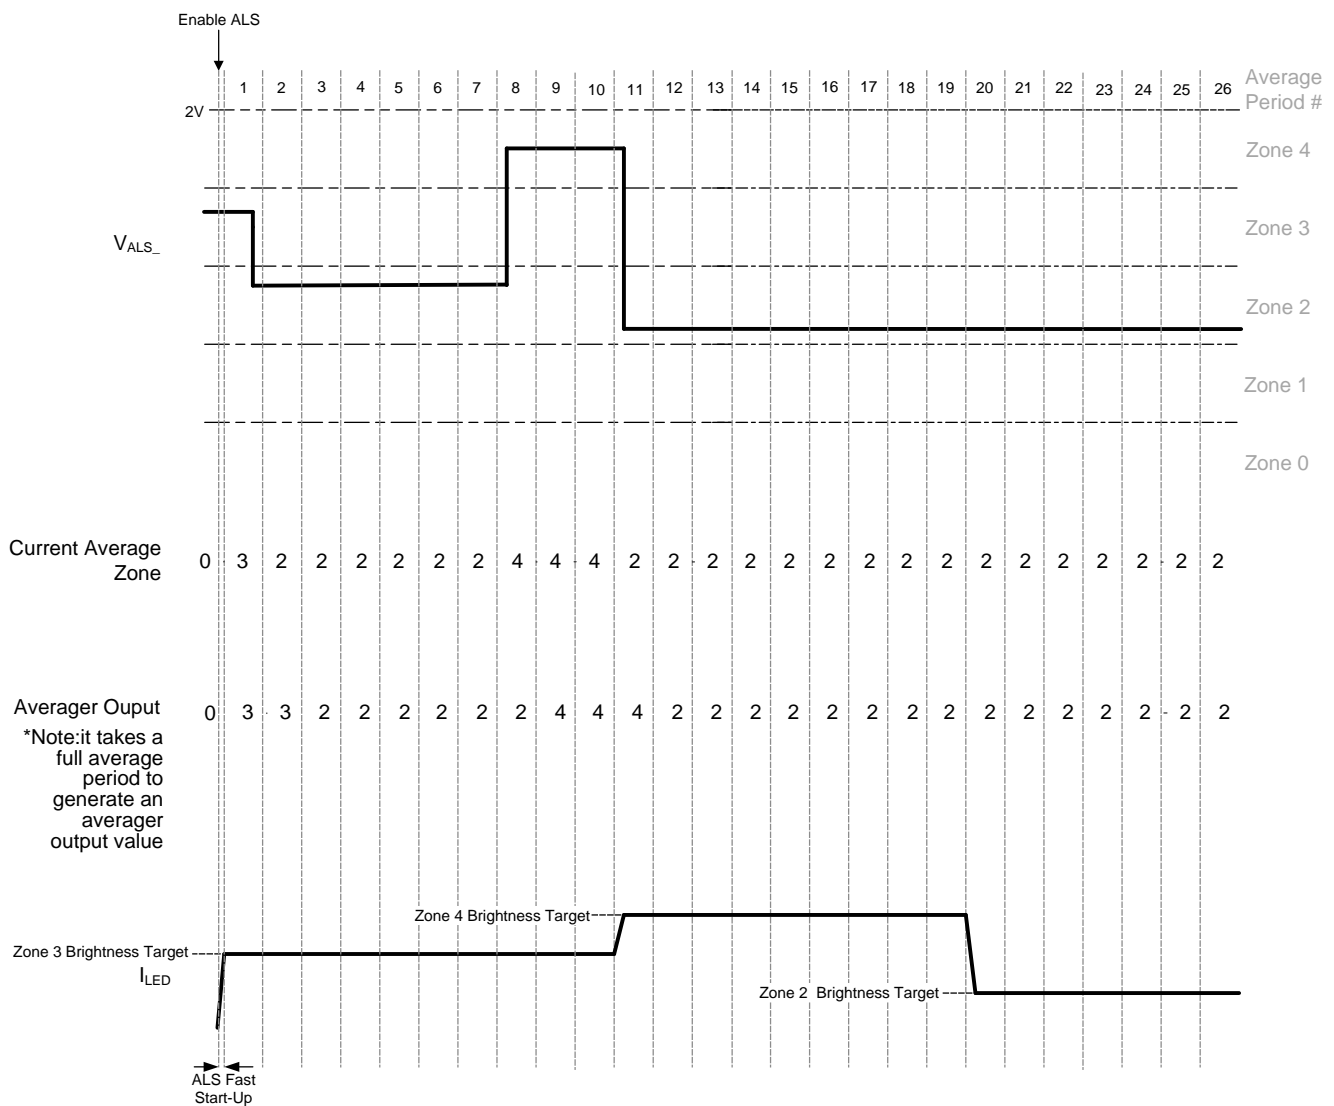 Enable ALS
1 2 3 4 5 6 7 8 9 10 11 12 13 14 15 16 17 18 19 20 21 22 23 24 25 26
Average
Period #
2V
Zone 4
Zone 3
VALS_
Zone 2
Zone 1
Zone 0
Current Average
Zone
0 3 2 2 2 2 2 2 4 4 4 2 2 2 2 2 2 2 2 2 2 2 2 2 2 2 2
Averager Ouput
0 3 3 2 2 2 2 2 2 4 4 4 2 2 2 2 2 2 2 2 2 2 2 2 2 2 2
*Note:it takes a
full average
period to
generate an
averager
output value
Zone 4 Brightness Target
Zone 3 Brightness Target
ILED
Zone 2 Brightness Target
ALS Fast
Start-Up